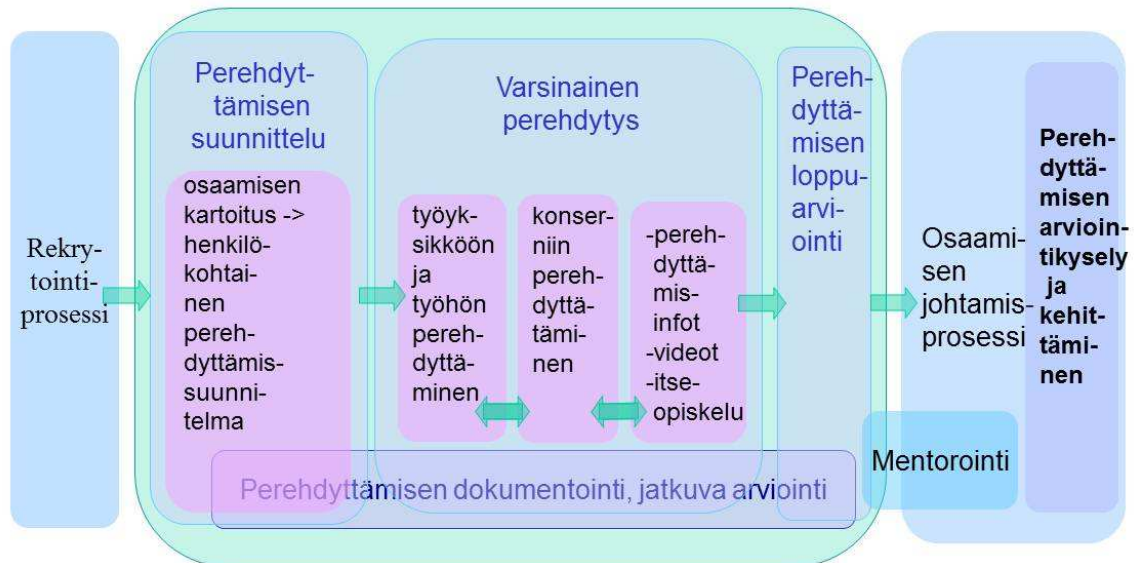 Rekry-
tointi-
prosessi
Perehdyt-
tämisen
suunnittelu
osaamisen
kartoitus ->
henkilö-
kohtai-
nen
pereh-
dyttämis-
suunni-
telma
Varsinainen
perehdytys
työyk-
sikköön
ja
työhön
pereh-
dyttä-
minen
konser-
niin
pereh-
dyttä-
täminen
-pereh-
dyttä-
mis-
infot
-videot
-itse-
opiskelu
Pereh-
dyttä-
misen
loppu-
arvi-
ointi
Perehdyttämisen dokumentointi, jatkuva arviointi
Osaami-
sen
johtamis-
prosessi
Mentorointi
Pereh-
dyttä-
misen
arvioin-
tikysely
ja
kehit-
tämi-
nen